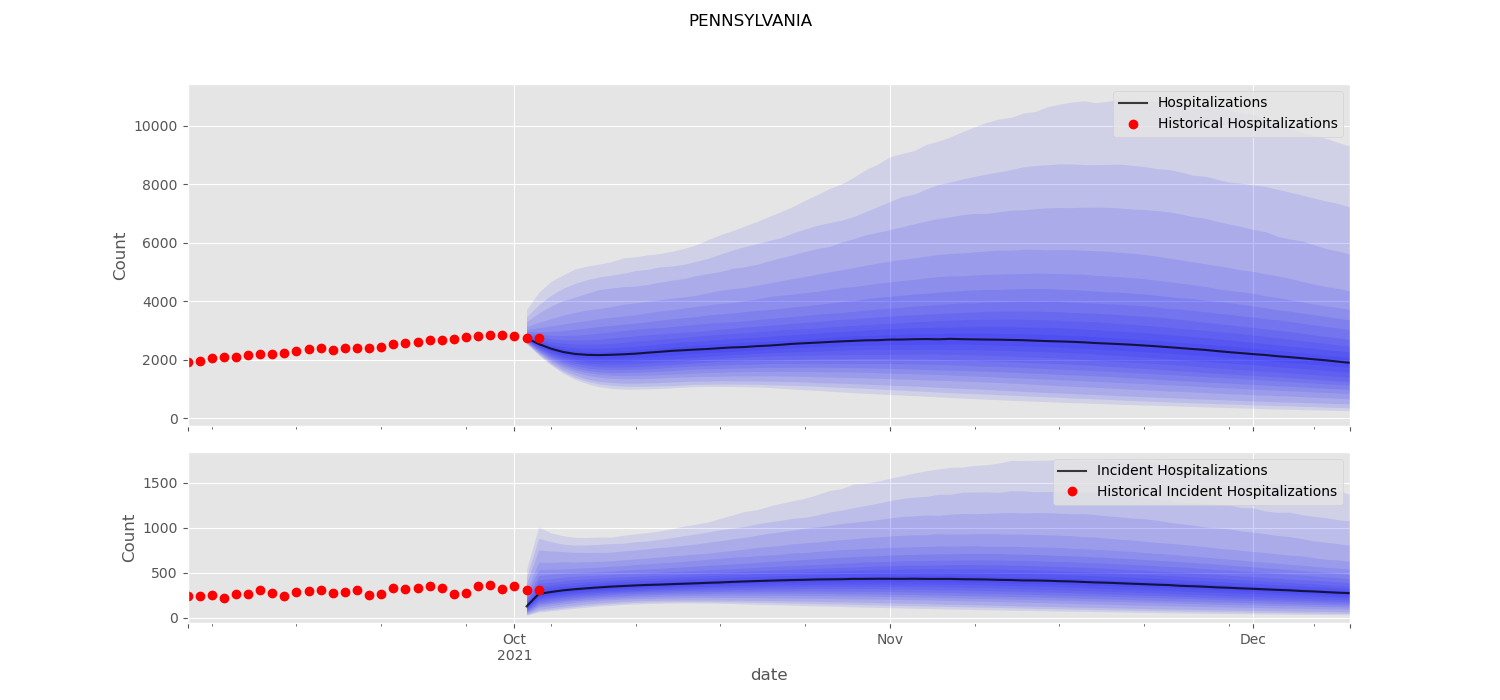 PENNSYLVANIA
Hospitalizations
Historical Hospitalizations
10000
8000
6000
4000
2000
0
Count
Incident Hospitalizations
Historical Incident Hospitalizations
1500
1000
500
0
Count
Oct
2021
Nov
Dec
date